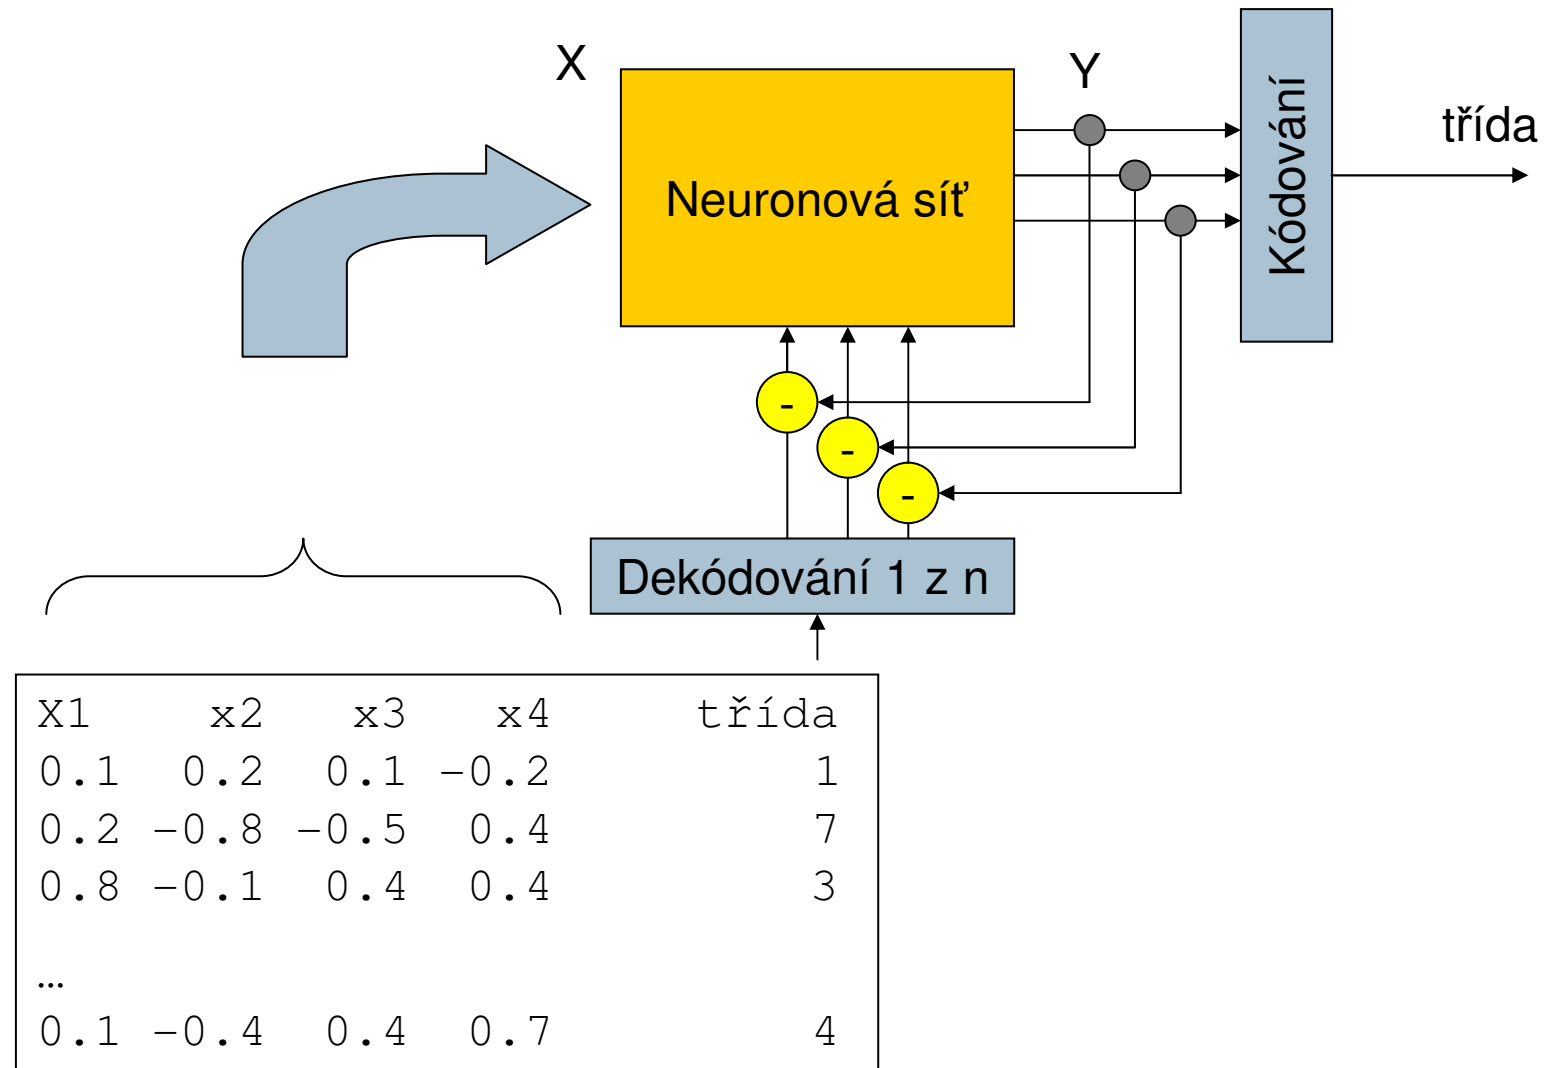 X
Y
Neuronová síť
Kódování
třída
-
-
-
Dekódování 1 z n
X1 x2 x3 x4 třída
0.1 0.2 0.1 -0.2 1
0.2 -0.8 -0.5 0.4 7
0.8 -0.1 0.4 0.4 3
…
0.1 -0.4 0.4 0.7 4